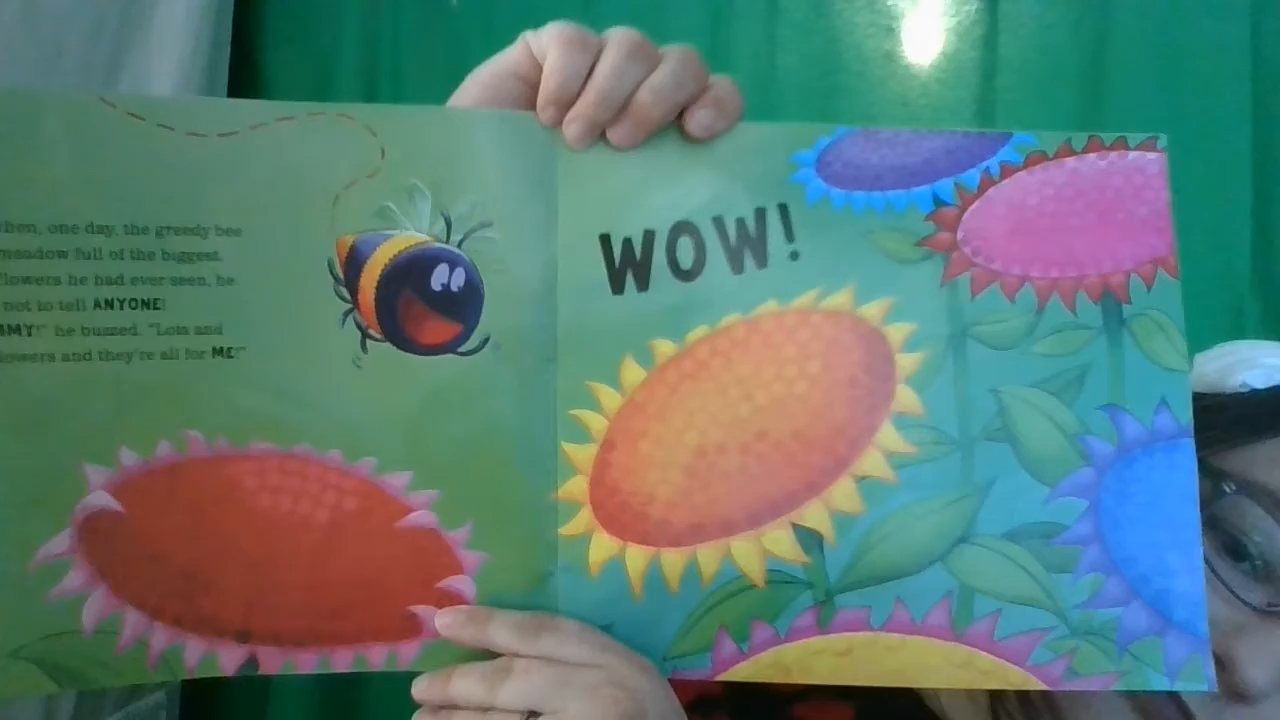 hen, one day, the greedy bee
meadow full of the biggest,
flowers he had ever seen, he
not to tell ANYONE!
MMY!" he buzzed. "Lots and
lowers and they're all for ME!"
WOW!